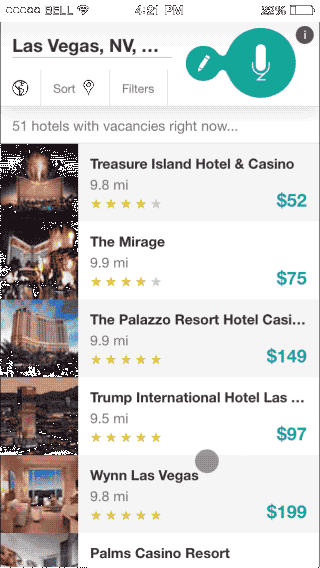 BELL 4:21 PM 22%
Las Vegas, NV, ...
i
Sort Filters
51 hotels with vacancies right now...
Treasure Island Hotel & Casino
9.8 mi
$52
The Mirage
9.9 mi
$75
The Palazzo Resort Hotel Casi...
9.9 mi
$149
Trump International Hotel Las ...
9.5 mi
$97
Wynn Las Vegas
9.8 mi
$199
Palms Casino Resort